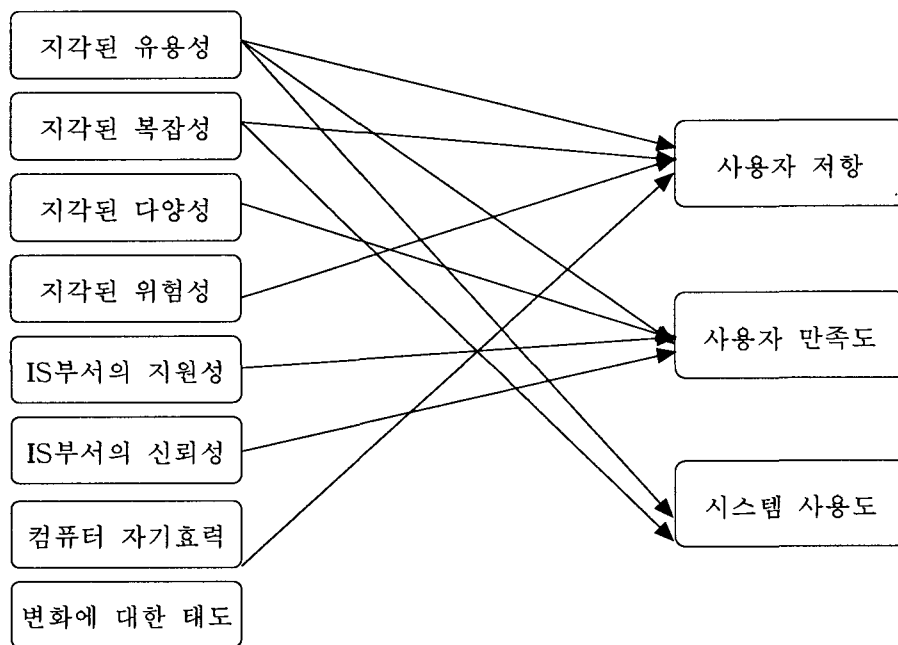 지각된 유용성
지각된 복잡성
지각된 다양성
지각된 위험성
IS부서의 지원성
IS부서의 신뢰성
컴퓨터 자기효력
변화에 대한 태도
사용자 저항
사용자 만족도
시스템 사용도